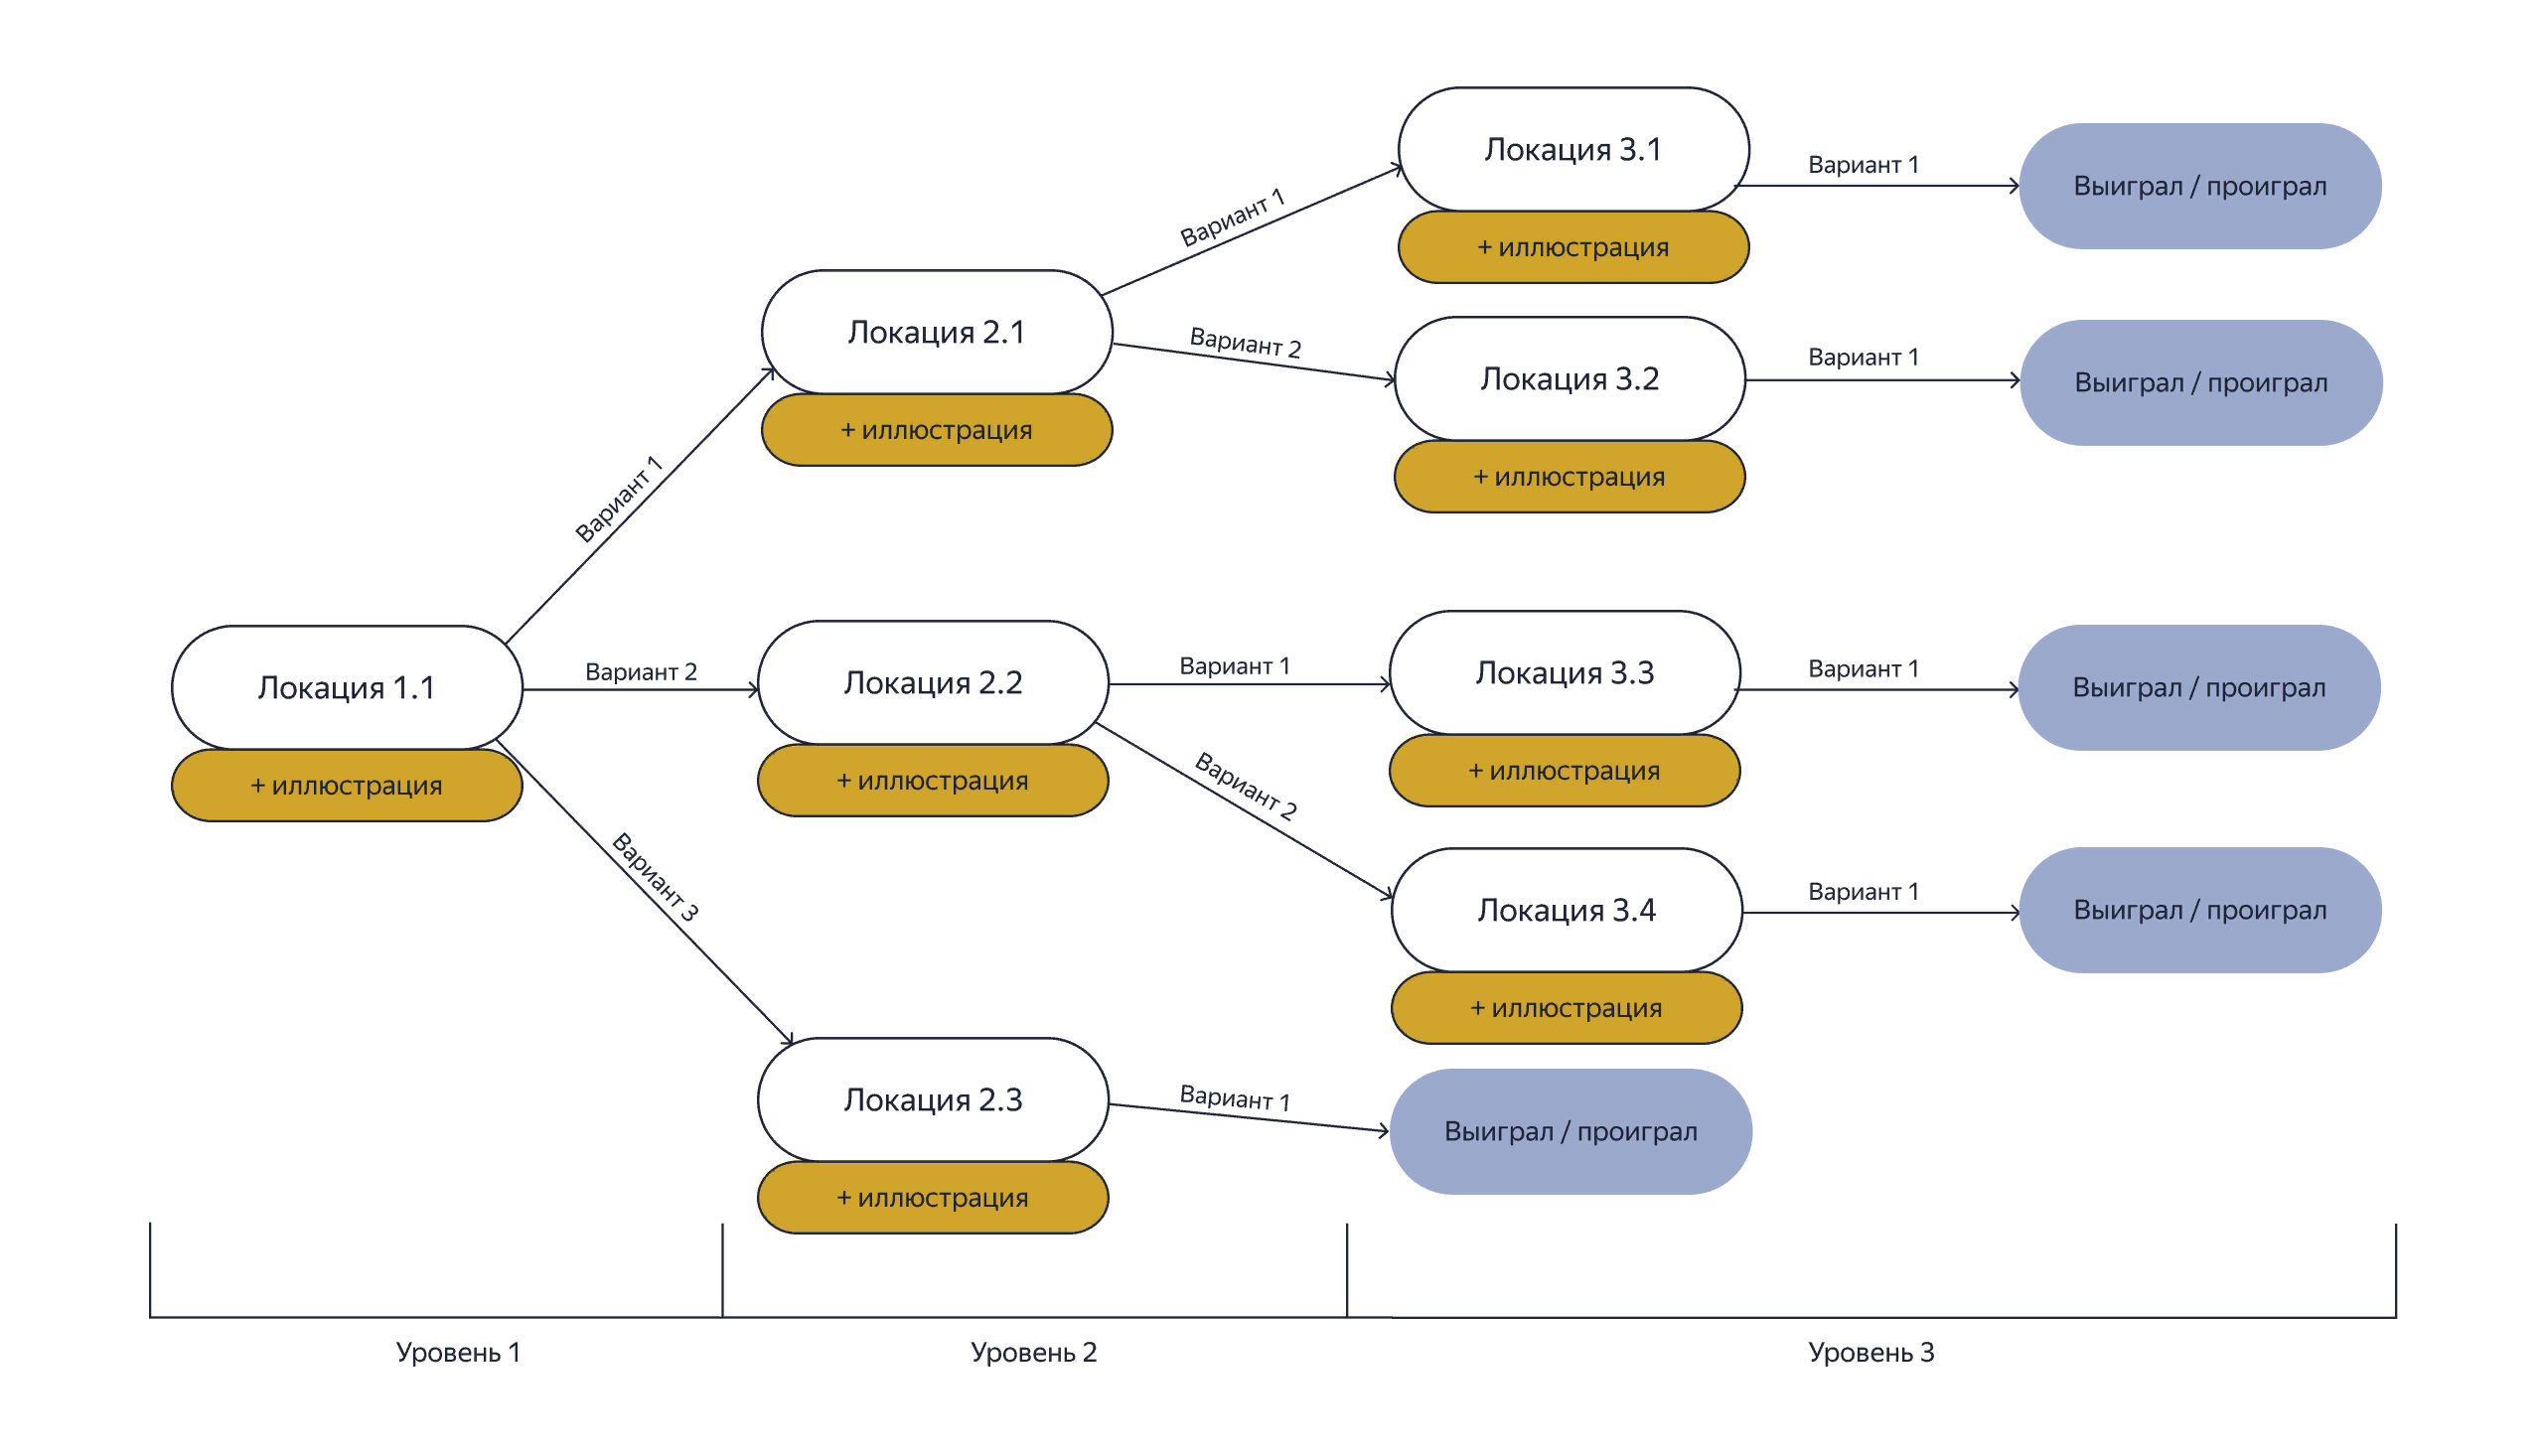 Локация 3.1
+ иллюстрация
Вариант 1
Выиграл / проиграл
Вариант 1
Локация 2.1
+ иллюстрация
Вариант 2
Локация 3.2
+ иллюстрация
Вариант 1
Выиграл / проиграл
Вариант 1
Локация 1.1
+ иллюстрация
Вариант 2
Локация 2.2
+ иллюстрация
Вариант 1
Локация 3.3
+ иллюстрация
Вариант 1
Выиграл / проиграл
Вариант 2
Локация 3.4
+ иллюстрация
Вариант 1
Выиграл / проиграл
Вариант 3
Локация 2.3
+ иллюстрация
Вариант 1
Выиграл / проиграл
Уровень 1
Уровень 2
Уровень 3